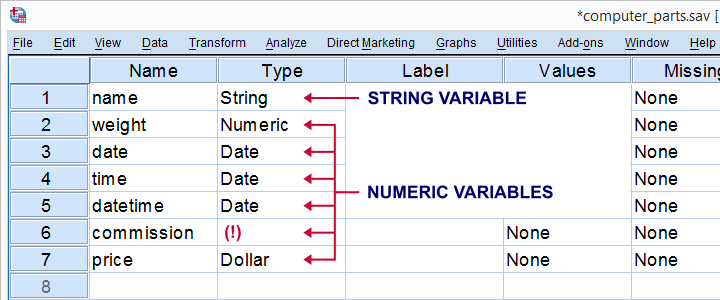 *computer_parts.sav [
File Edit View Data Transform Analyze Direct Marketing Graphs Utilities Add-ons Window Help
Name Type Label Values Missing
1 name String STRING VARIABLE None
2 weight Numeric None
3 date Date None
4 time Date NUMERIC VARIABLES None
5 datetime Date None
6 commission (!) None None
7 price Dollar None None
8